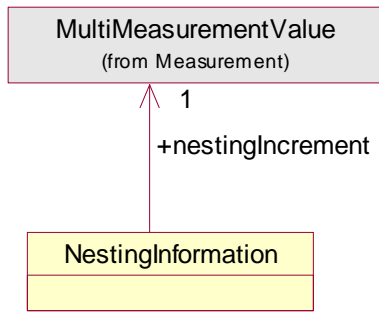 MultiMeasurementValue
(from Measurement)
1
+nestingIncrement
NestingInformation